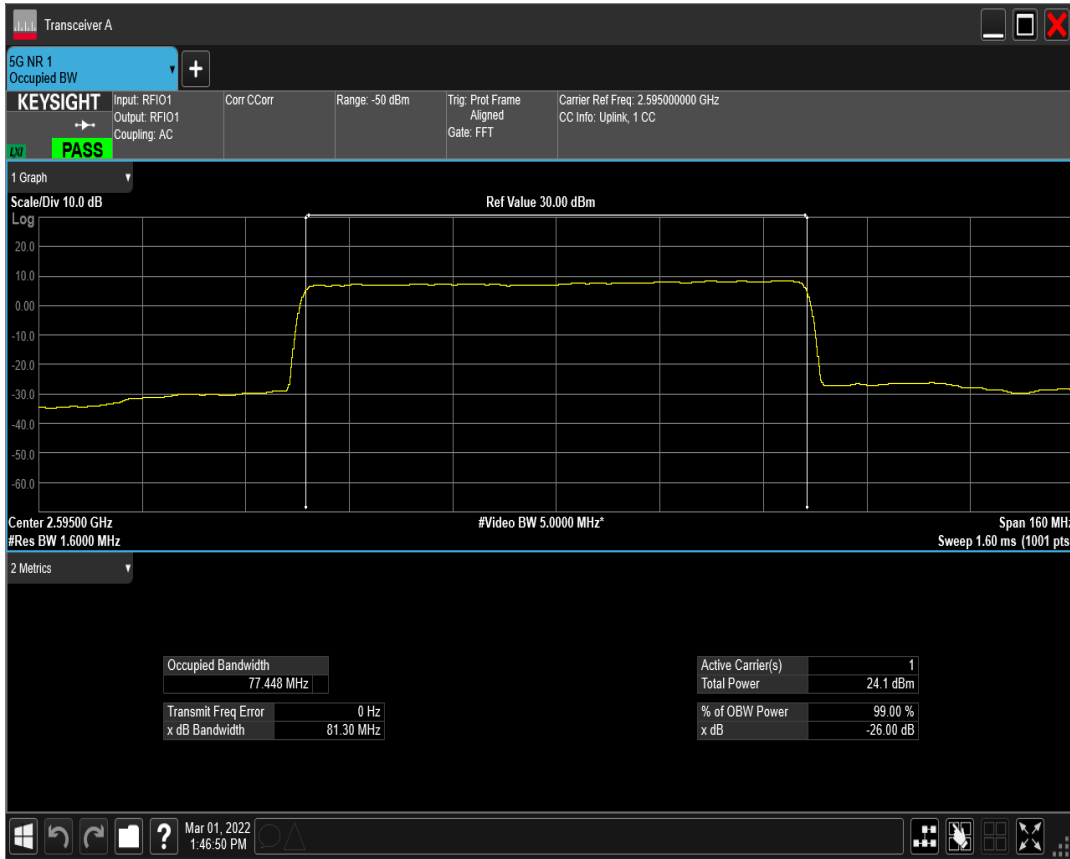 Transceiver A
5G NR 1
Occupied BW
+
KEYSIGHT
LXI
PASS
Input: RFIO1
Output: RFIO1
Coupling: AC
Corr CCorr
Range: -50 dBm
Trig: Prot Frame
Aligned
Gate: FFT
Carrier Ref Freq: 2.595000000 GHz
CC Info: Uplink, 1 CC
1 Graph
Scale/Div 10.0 dB
Ref Value 30.00 dBm
Log
20.0
10.0
0.00
-10.0
-20.0
-30.0
-40.0
-50.0
-60.0
Center 2.59500 GHz
#Video BW 5.0000 MHz*
Span 160 MHz
#Res BW 1.6000 MHz
Sweep 1.60 ms (1001 pts
2 Metrics
Occupied Bandwidth
77.448 MHz
Transmit Freq Error 0 Hz
x dB Bandwidth 81.30 MHz
Active Carrier(s) 1
Total Power 24.1 dBm
% of OBW Power 99.00 %
x dB -26.00 dB
?
Mar 01, 2022
1:46:50 PM